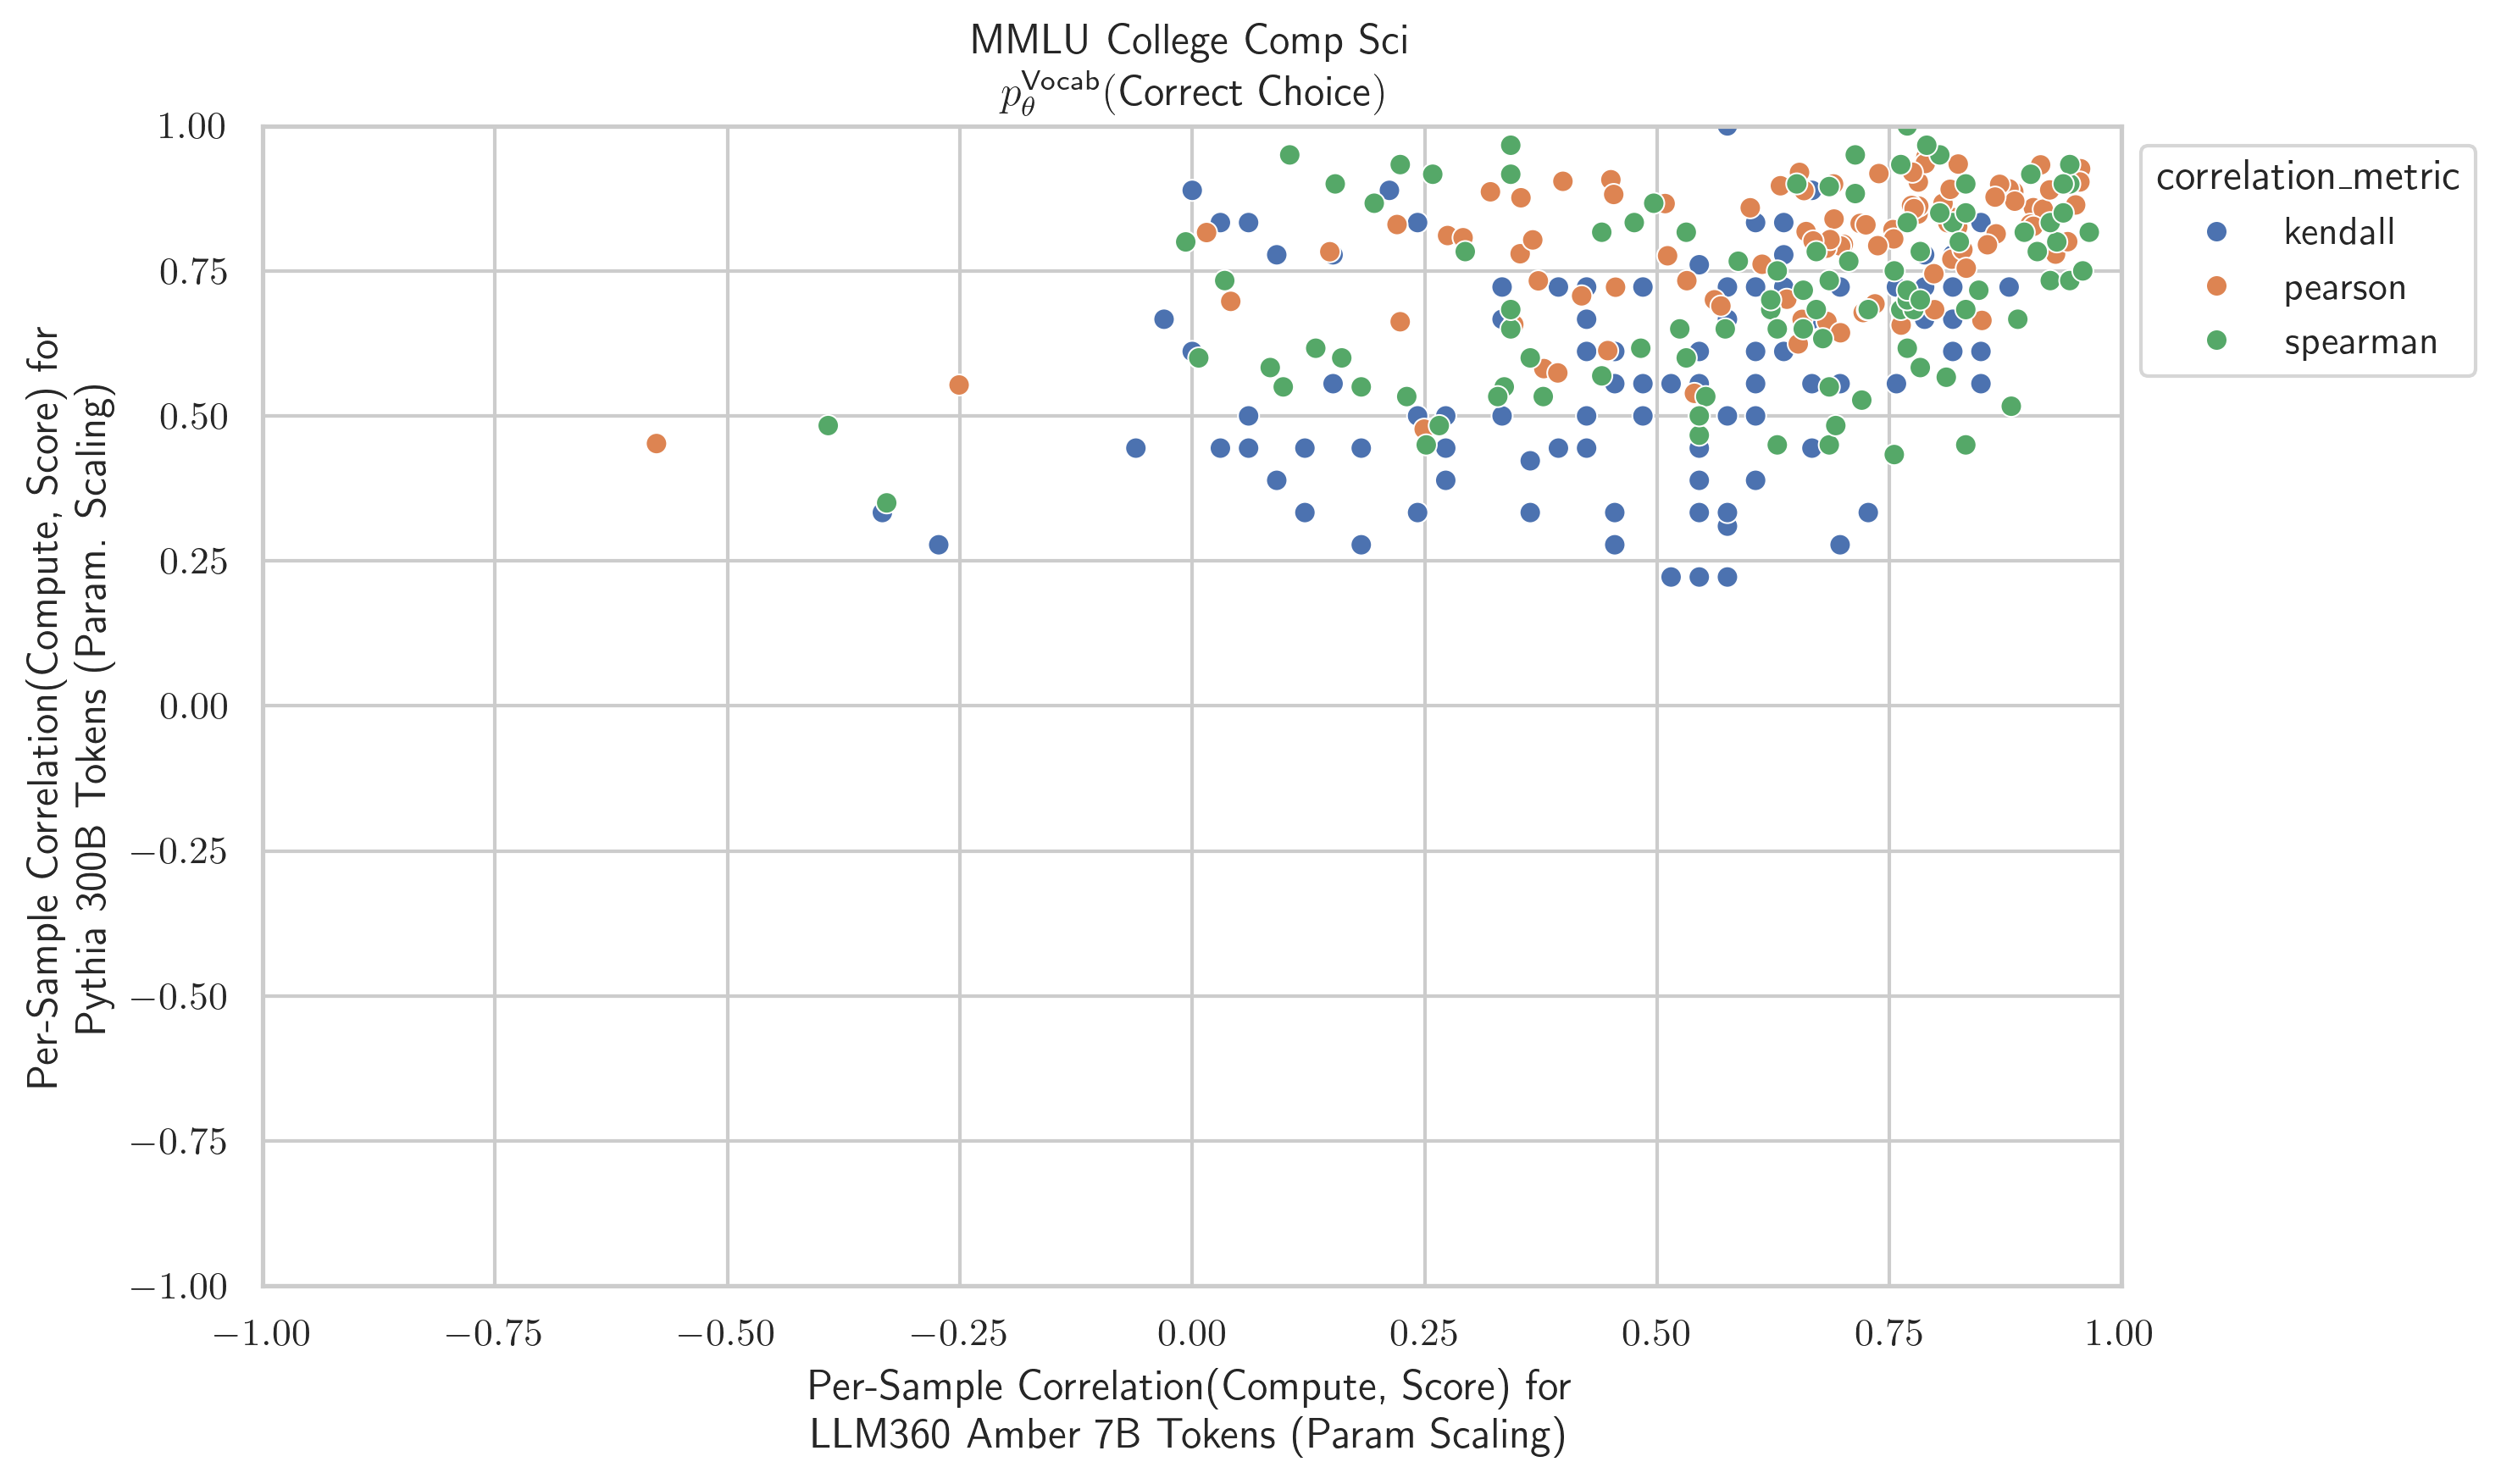 MMLU College Comp Sci
p_θ^Vocab(Correct Choice)
Per-Sample Correlation(Compute, Score) for
Pythia 300B Tokens (Param. Scaling)
1.00
0.75
0.50
0.25
0.00
−0.25
−0.50
−0.75
−1.00
−1.00 −0.75 −0.50 −0.25 0.00 0.25 0.50 0.75 1.00
Per-Sample Correlation(Compute, Score) for
LLM360 Amber 7B Tokens (Param Scaling)
correlation_metric
kendall
pearson
spearman